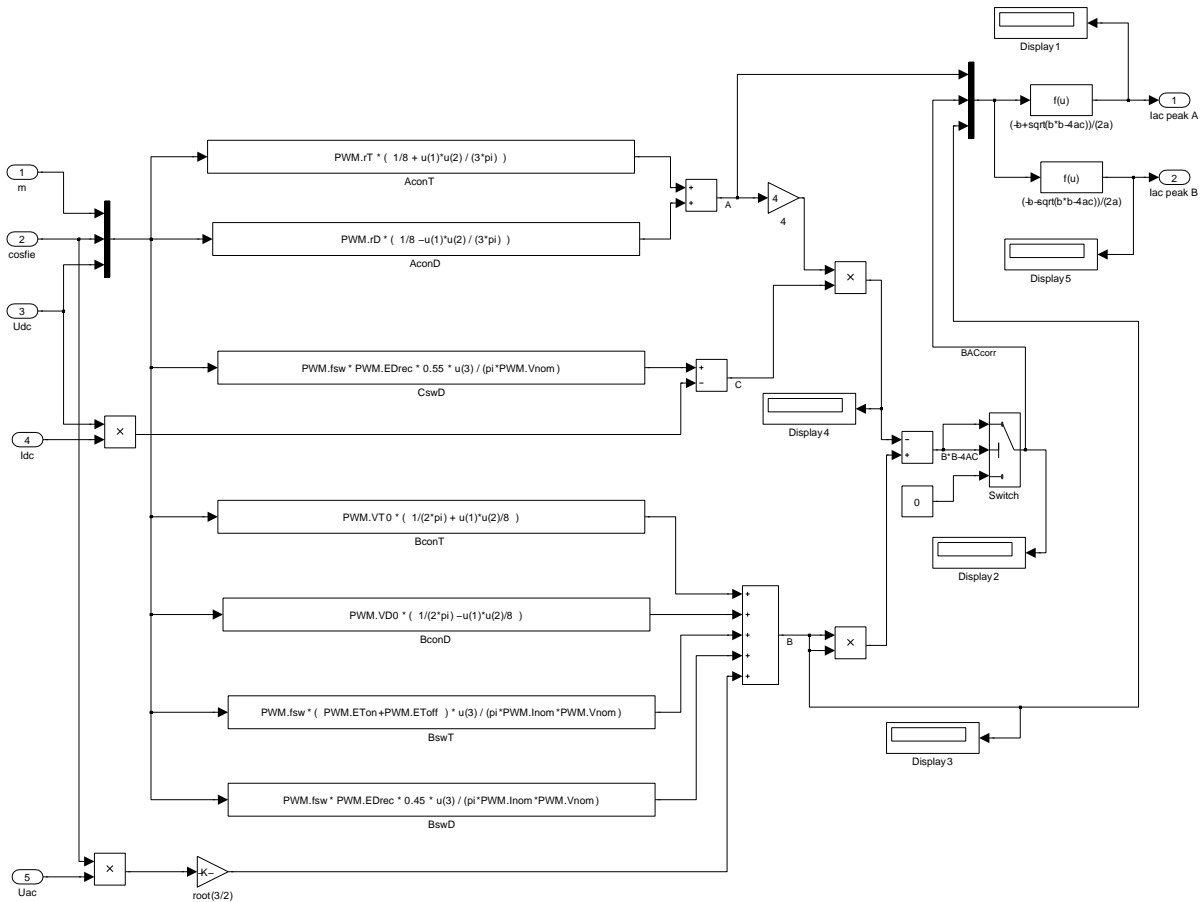 Display1
f(u)
1
Iac peak A
(-b+sqrt(b*b-4ac))/(2a)
PWM.rT * ( 1/8 + u(1)*u(2) / (3*pi) )
AconT
1
m
f(u)
2
Iac peak B
(-b-sqrt(b*b-4ac))/(2a)
+
+
A
4
4
2
cosfie
PWM.rD * ( 1/8 −u(1)*u(2) / (3*pi) )
AconD
Display5
×
3
Udc
BACcorr
PWM.fsw * PWM.EDrec * 0.55 * u(3) / (pi*PWM.Vnom)
CswD
+
−
C
Display4
4
Idc
×
−
+
B*B-4AC
Switch
0
PWM.VT0 * ( 1/(2*pi) + u(1)*u(2)/8 )
BconT
Display2
PWM.VD0 * ( 1/(2*pi) −u(1)*u(2)/8 )
BconD
+
+
+
+
+
B
×
PWM.fsw * ( PWM.ETon+PWM.EToff ) * u(3) / (pi*PWM.Inom*PWM.Vnom)
BswT
Display3
PWM.fsw * PWM.EDrec * 0.45 * u(3) / (pi*PWM.Inom*PWM.Vnom)
BswD
5
Uac
×
-K-
root(3/2)